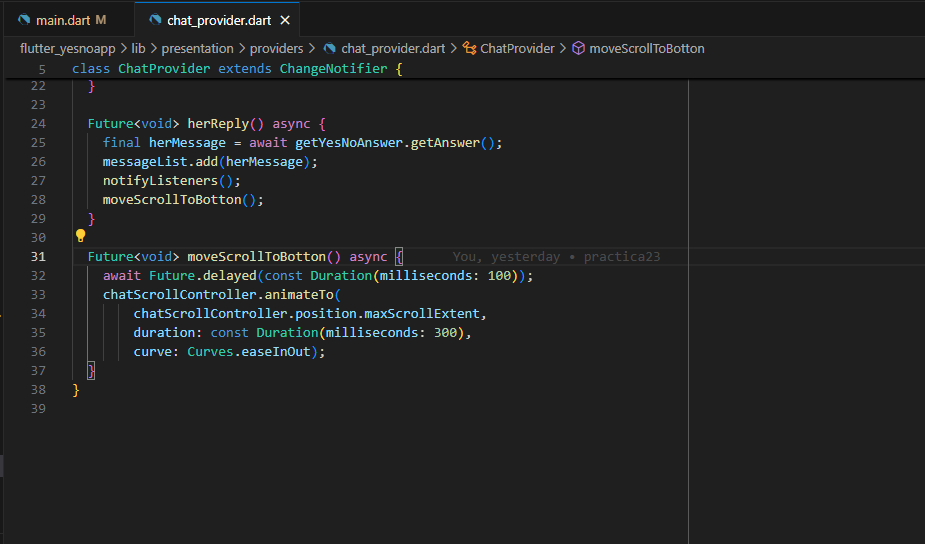 main.dart M chat_provider.dart ×
flutter_yesnoapp > lib > presentation > providers > chat_provider.dart > ChatProvider > moveScrollToBotton
5 class ChatProvider extends ChangeNotifier {
22 }
23
24 Future<void> herReply() async {
25 final herMessage = await getYesNoAnswer.getAnswer();
26 messageList.add(herMessage);
27 notifyListeners();
28 moveScrollToBotton();
29 }
30
31 Future<void> moveScrollToBotton() async { You, yesterday • practica23
32 await Future.delayed(const Duration(milliseconds: 100));
33 chatScrollController.animateTo(
34 chatScrollController.position.maxScrollExtent,
35 duration: const Duration(milliseconds: 300),
36 curve: Curves.easeInOut);
37 }
38 }
39